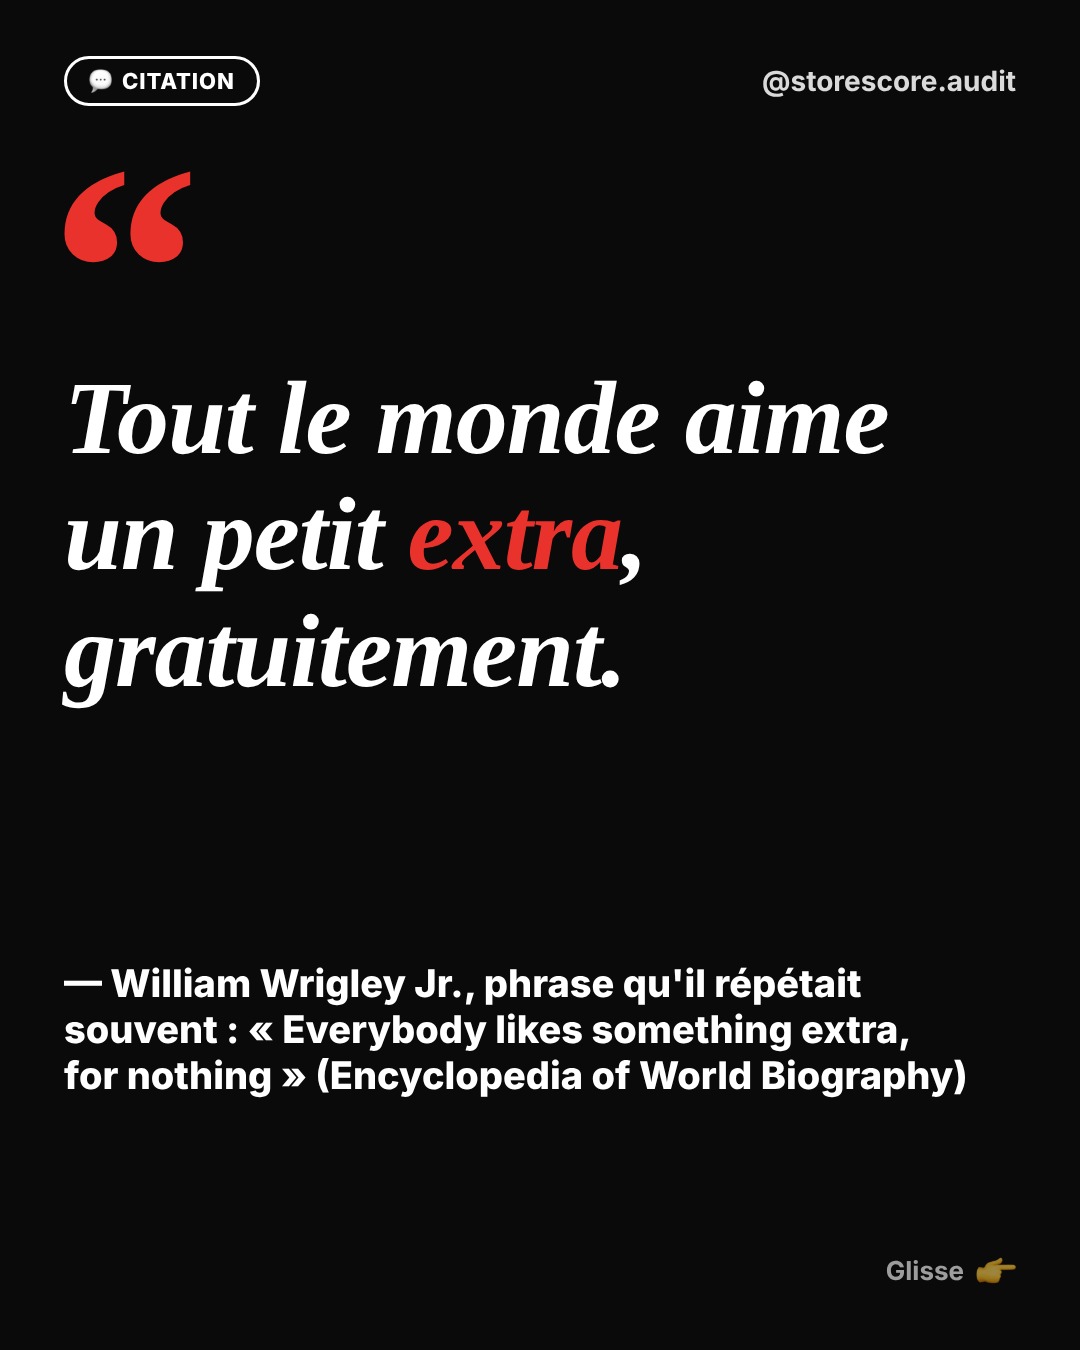 💬 CITATION
@storescore.audit
“
Tout le monde aime
un petit extra,
gratuitement.
— William Wrigley Jr., phrase qu'il répétait
souvent : « Everybody likes something extra,
for nothing » (Encyclopedia of World Biography)
Glisse 👉